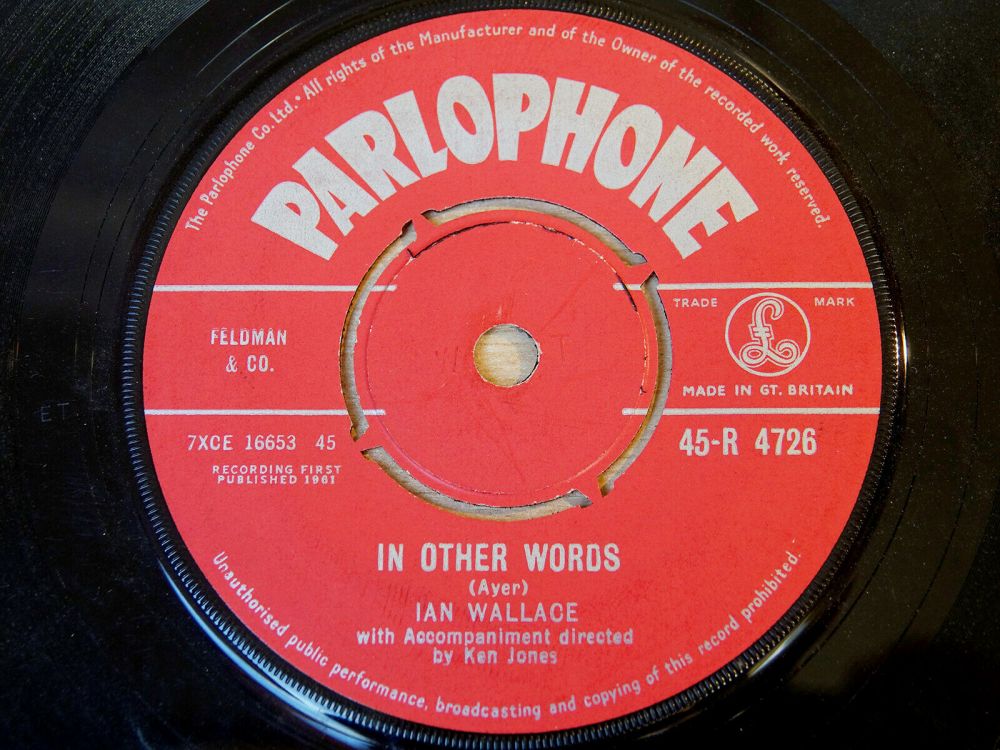 The Parlophone Co. Ltd. • All rights of the Manufacturer and of the Owner of the recorded work reserved.
PARLOPHONE
FELDMAN
& CO.
TRADE MARK
£
MADE IN GT. BRITAIN
7XCE 16653 45
RECORDING FIRST
PUBLISHED 1961
45-R 4726
ET
IN OTHER WORDS
(Ayer)
IAN WALLACE
with Accompaniment directed
by Ken Jones
Unauthorised public performance, broadcasting and copying of this record prohibited.